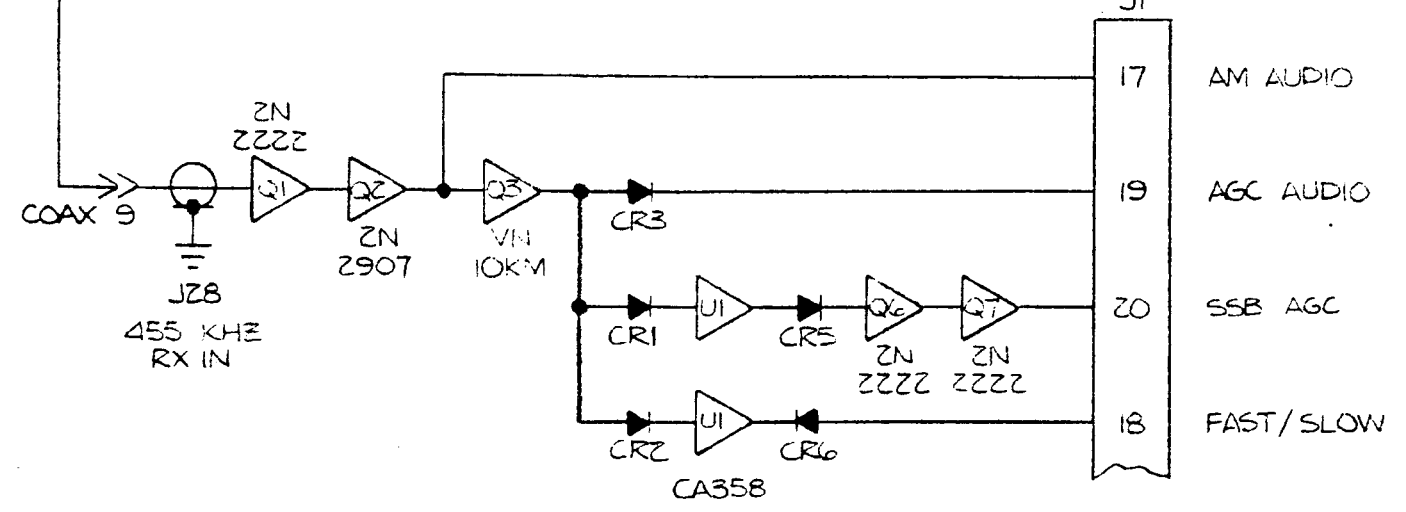 J1
17 AM AUDIO
2N
2222
Q1
Q2
Q3
19 AGC AUDIO
COAX 9
CR3
2N
2907
VN
10KM
J28
455 KHZ
RX IN
U1
Q6
Q7
20 SSB AGC
CR1
CR5
2N
2222
2N
2222
U1
18 FAST/SLOW
CR2
CR6
CA358